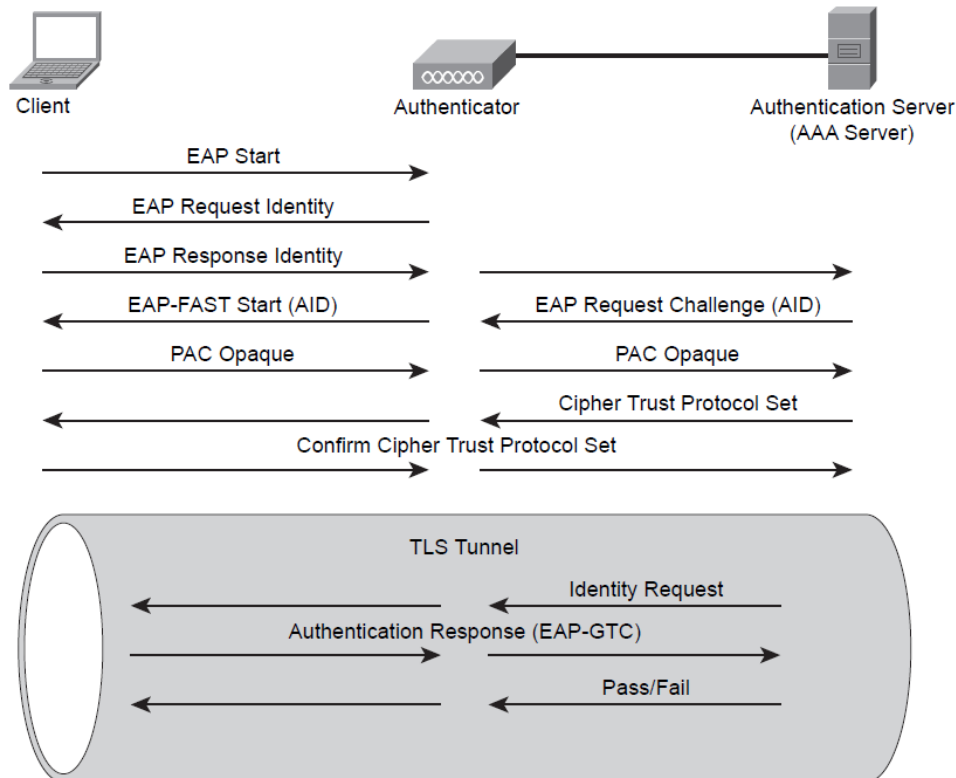 Client
Authenticator
Authentication Server
(AAA Server)
EAP Start
EAP Request Identity
EAP Response Identity
EAP-FAST Start (AID)
EAP Request Challenge (AID)
PAC Opaque
PAC Opaque
Cipher Trust Protocol Set
Confirm Cipher Trust Protocol Set
TLS Tunnel
Identity Request
Authentication Response (EAP-GTC)
Pass/Fail